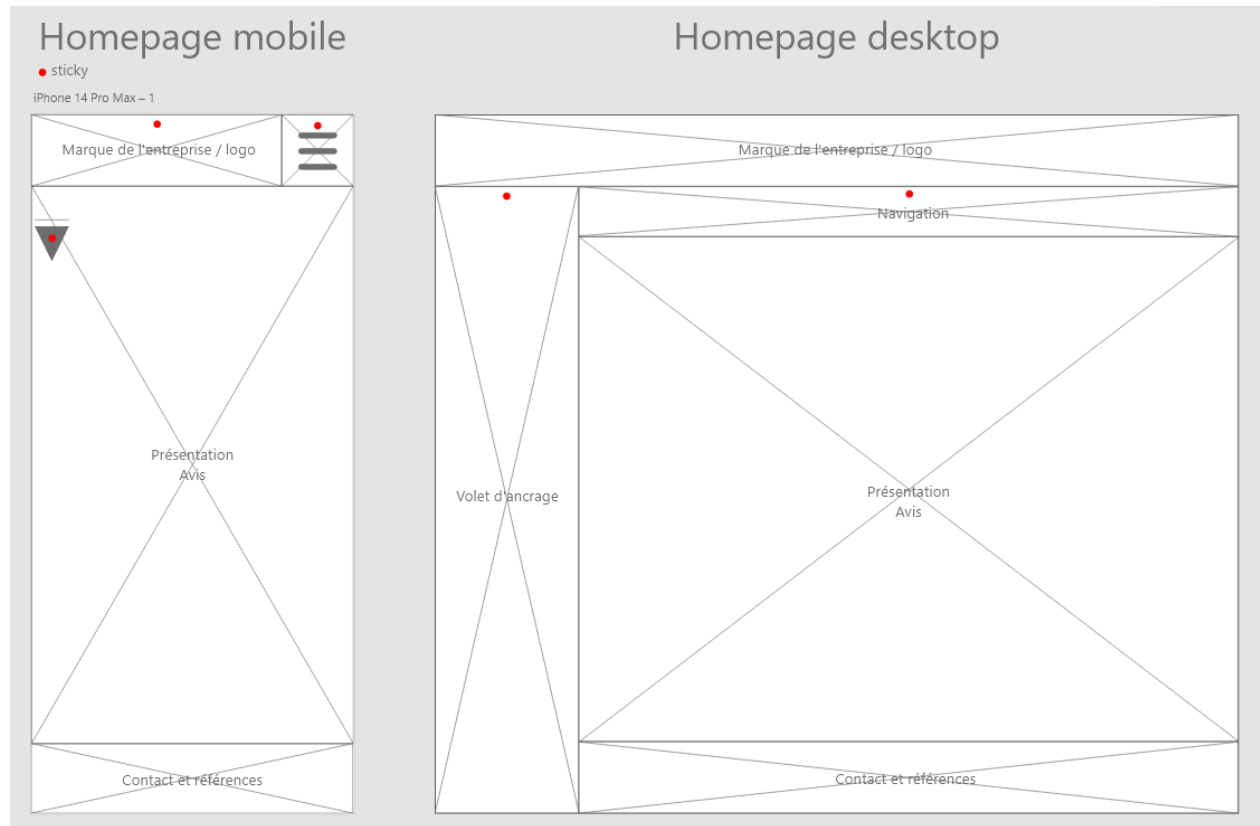 Homepage mobile
sticky
iPhone 14 Pro Max – 1
Marque de l'entreprise / logo
Présentation
Avis
Contact et références
Homepage desktop
Marque de l'entreprise / logo
Navigation
Volet d'ancrage
Présentation
Avis
Contact et références